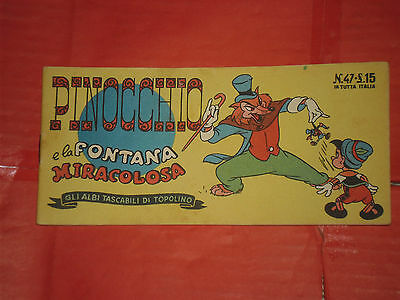 PINOCCHIO
e la FONTANA
MIRACOLOSA
GLI ALBI TASCABILI DI TOPOLINO
N.47-£.15
IN TUTTA ITALIA